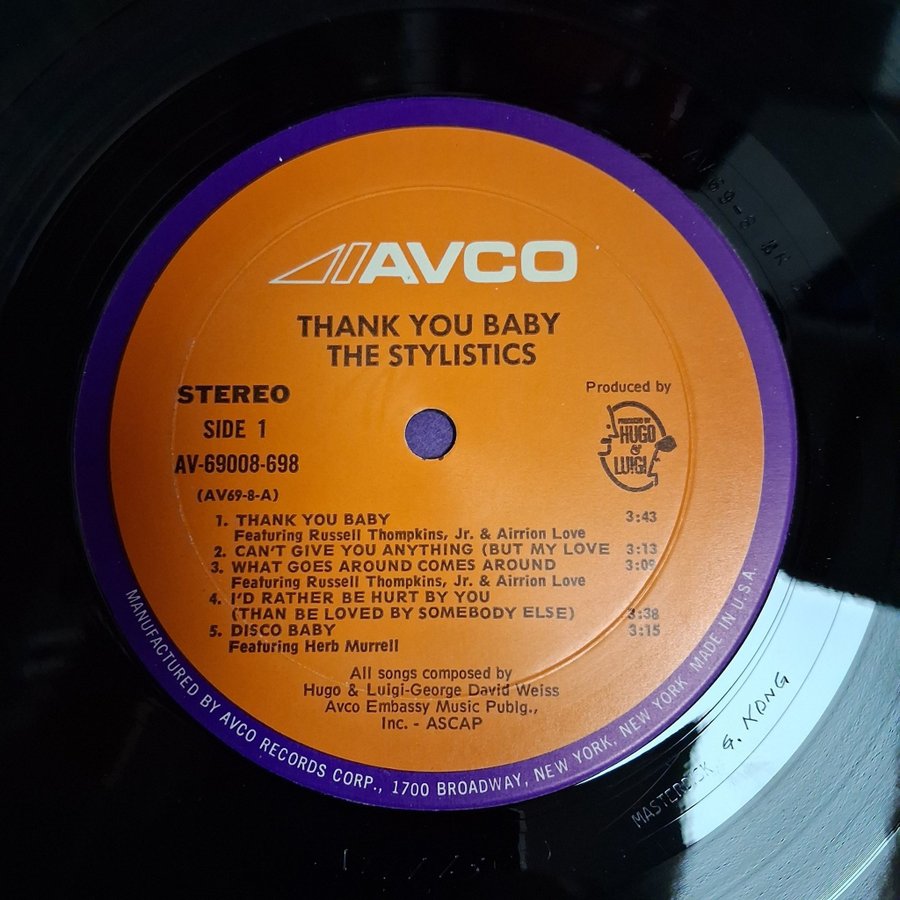 AVCO
THANK YOU BABY
THE STYLISTICS
STEREO
SIDE 1
AV-69008-698
(AV69-8-A)
Produced by
PRODUCED BY
HUGO
&
LUIGI
1. THANK YOU BABY 3:43
Featuring Russell Thompkins, Jr. & Airrion Love
2. CAN'T GIVE YOU ANYTHING (BUT MY LOVE 3:13
3. WHAT GOES AROUND COMES AROUND 3:09
Featuring Russell Thompkins, Jr. & Airrion Love
4. I'D RATHER BE HURT BY YOU
(THAN BE LOVED BY SOMEBODY ELSE) 3:38
5. DISCO BABY 3:15
Featuring Herb Murrell
All songs composed by
Hugo & Luigi-George David Weiss
Avco Embassy Music Publg.,
Inc. - ASCAP
MANUFACTURED BY AVCO RECORDS CORP., 1700 BROADWAY, NEW YORK, NEW YORK MADE IN U.S.A.
MASTERDISK
G. KONG